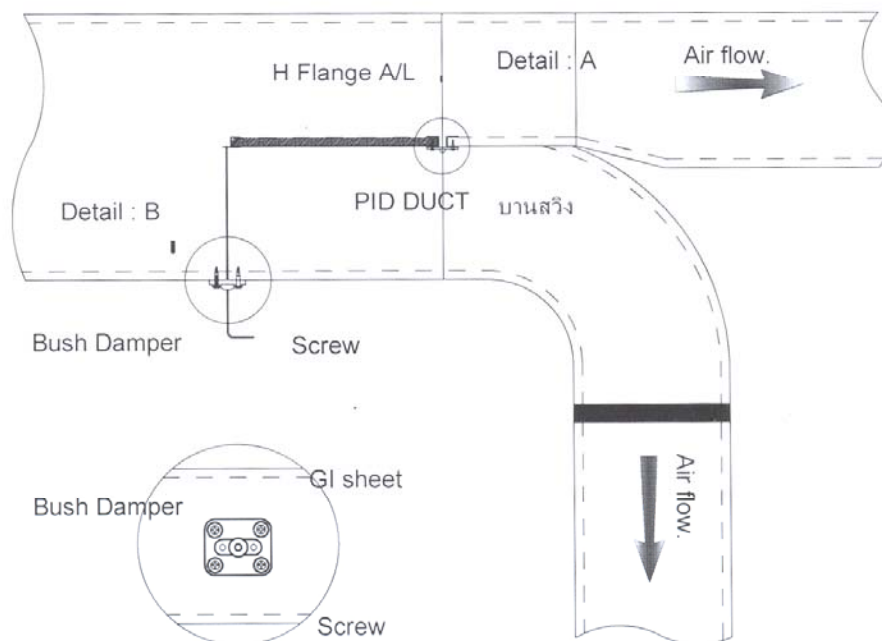 H Flange A/L
Detail : A
Air flow.
Detail : B
PID DUCT
บานสวิง
Bush Damper
Screw
Air flow.
GI sheet
Bush Damper
Screw